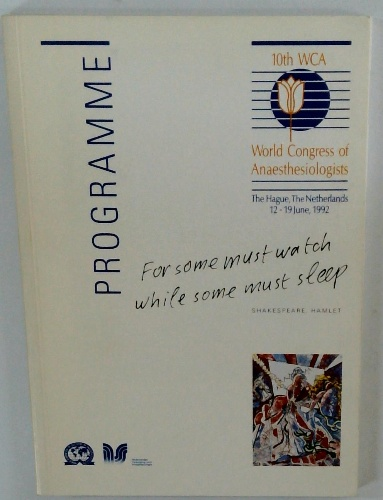 PROGRAMME
10th WCA
World Congress of
Anaesthesiologists
The Hague, The Netherlands
12 - 19 June, 1992
For some must watch
while some must sleep
SHAKESPEARE HAMLET